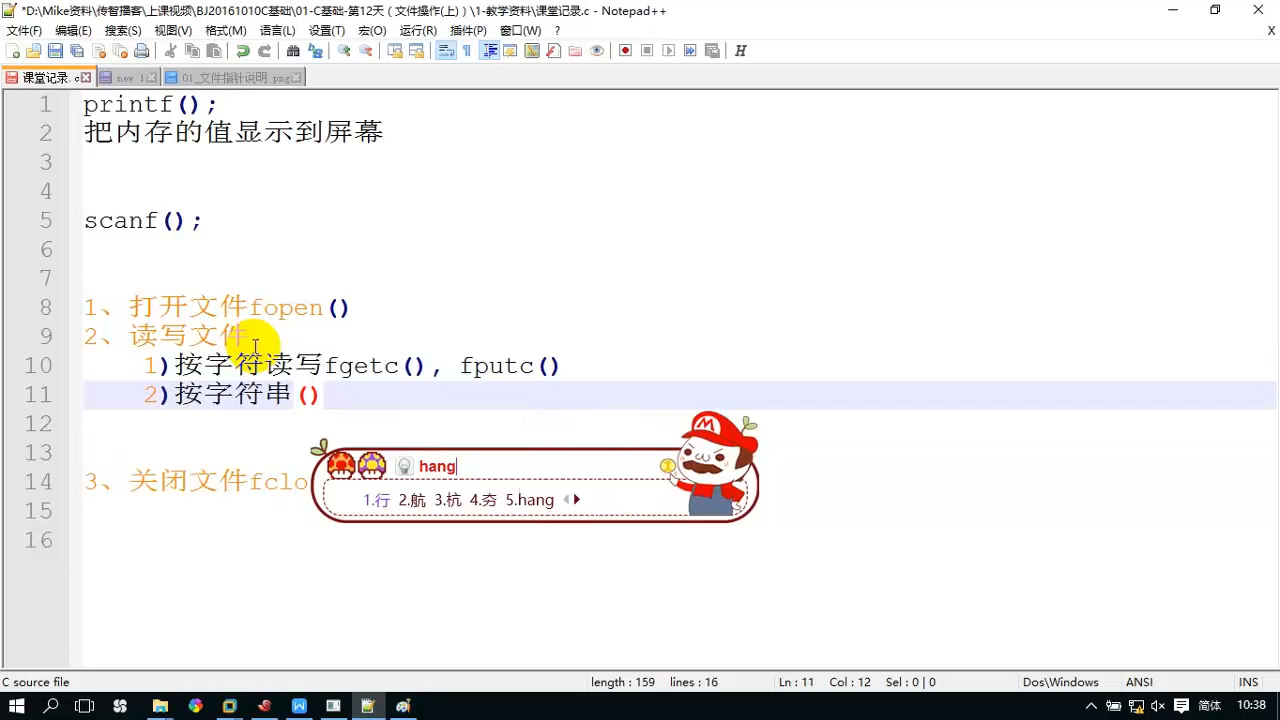 *D:\Mike资料\传智播客\上课视频\BJ20161010C基础\01-C基础-第12天（文件操作(上)）\1-教学资料\课堂记录.c - Notepad++
文件(F) 编辑(E) 搜索(S) 视图(V) 格式(M) 语言(L) 设置(T) 宏(O) 运行(R) 插件(P) 窗口(W) ? X
课堂记录.c new 1 01_文件指针说明.png
1 printf();
2 把内存的值显示到屏幕
3
4
5 scanf();
6
7
8 1、打开文件fopen()
9 2、读写文件
10 1)按字符读写fgetc(), fputc()
11 2)按字符串()
12
13
14 3、关闭文件fclo
15
16
hang
1.行 2.航 3.杭 4.夯 5.hang
C source file length : 159 lines : 16 Ln : 11 Col : 12 Sel : 0 | 0 Dos\Windows ANSI INS
简体 10:38